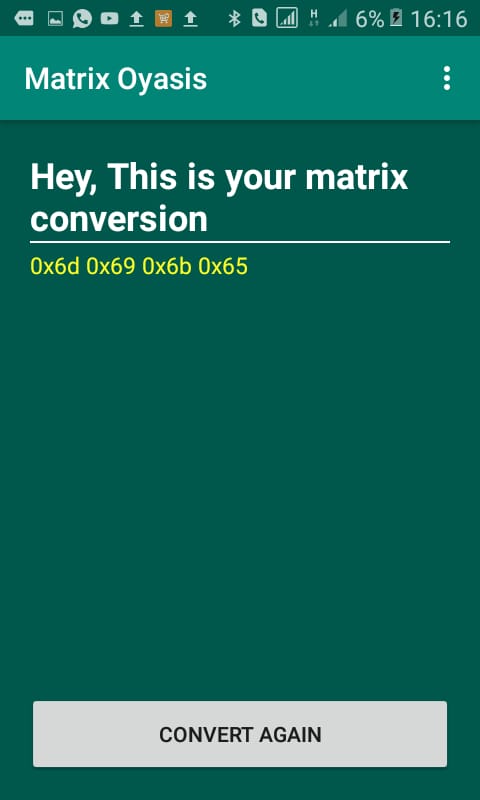 H 6% 16:16
Matrix Oyasis
Hey, This is your matrix
conversion
0x6d 0x69 0x6b 0x65
CONVERT AGAIN